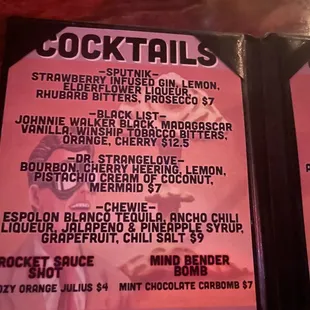 COCKTAILS
-SPUTNIK-
STRAWBERRY INFUSED GIN, LEMON,
ELDERFLOWER LIQUEUR,
RHUBARB BITTERS, PROSECCO $7
-BLACK LIST-
JOHNNIE WALKER BLACK, MADAGASCAR
VANILLA, WINSHIP TOBACCO BITTERS,
ORANGE, CHERRY $12.5
-DR. STRANGELOVE-
BOURBON, CHERRY HEERING, LEMON,
PISTACHIO CREAM OF COCONUT,
MERMAID $7
-CHEWIE-
ESPOLON BLANCO TEQUILA, ANCHO CHILI
LIQUEUR, JALAPENO & PINEAPPLE SYRUP,
GRAPEFRUIT, CHILI SALT $9
ROCKET SAUCE
SHOT
OZY ORANGE JULIUS $4
MIND BENDER
BOMB
MINT CHOCOLATE CARBOMB $7